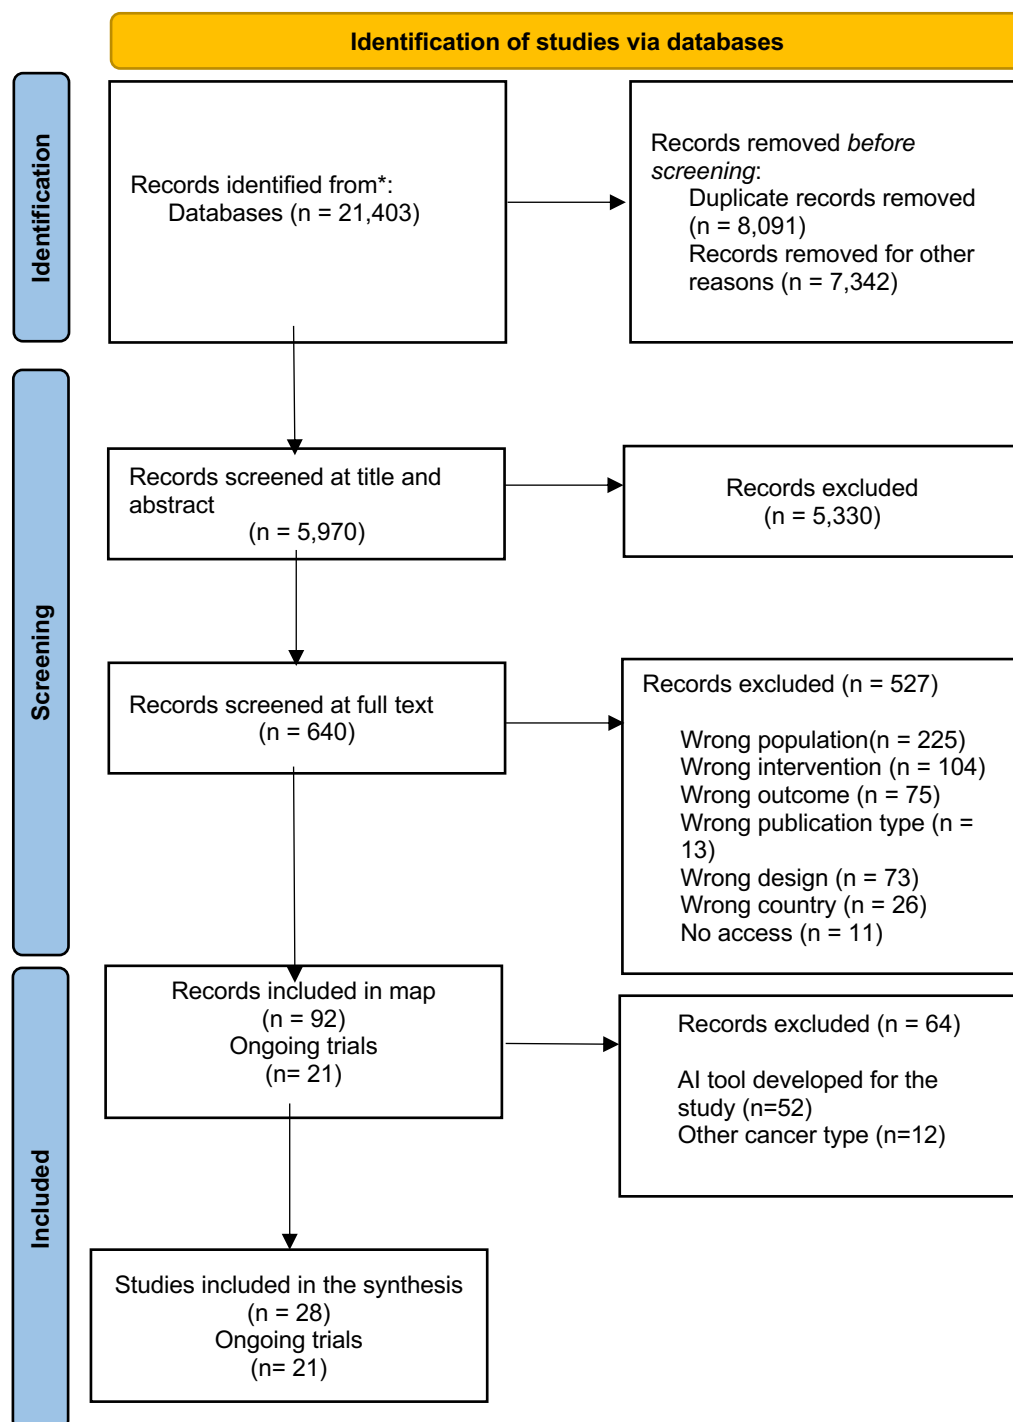 Identification of studies via databases
Identification
Records identified from*:
Databases (n = 21,403)
Records removed before
screening:
Duplicate records removed
(n = 8,091)
Records removed for other
reasons (n = 7,342)
Screening
Records screened at title and
abstract
(n = 5,970)
Records excluded
(n = 5,330)
Records screened at full text
(n = 640)
Records excluded (n = 527)
Wrong population(n = 225)
Wrong intervention (n = 104)
Wrong outcome (n = 75)
Wrong publication type (n =
13)
Wrong design (n = 73)
Wrong country (n = 26)
No access (n = 11)
Included
Records included in map
(n = 92)
Ongoing trials
(n= 21)
Records excluded (n = 64)
AI tool developed for the
study (n=52)
Other cancer type (n=12)
Studies included in the synthesis
(n = 28)
Ongoing trials
(n= 21)